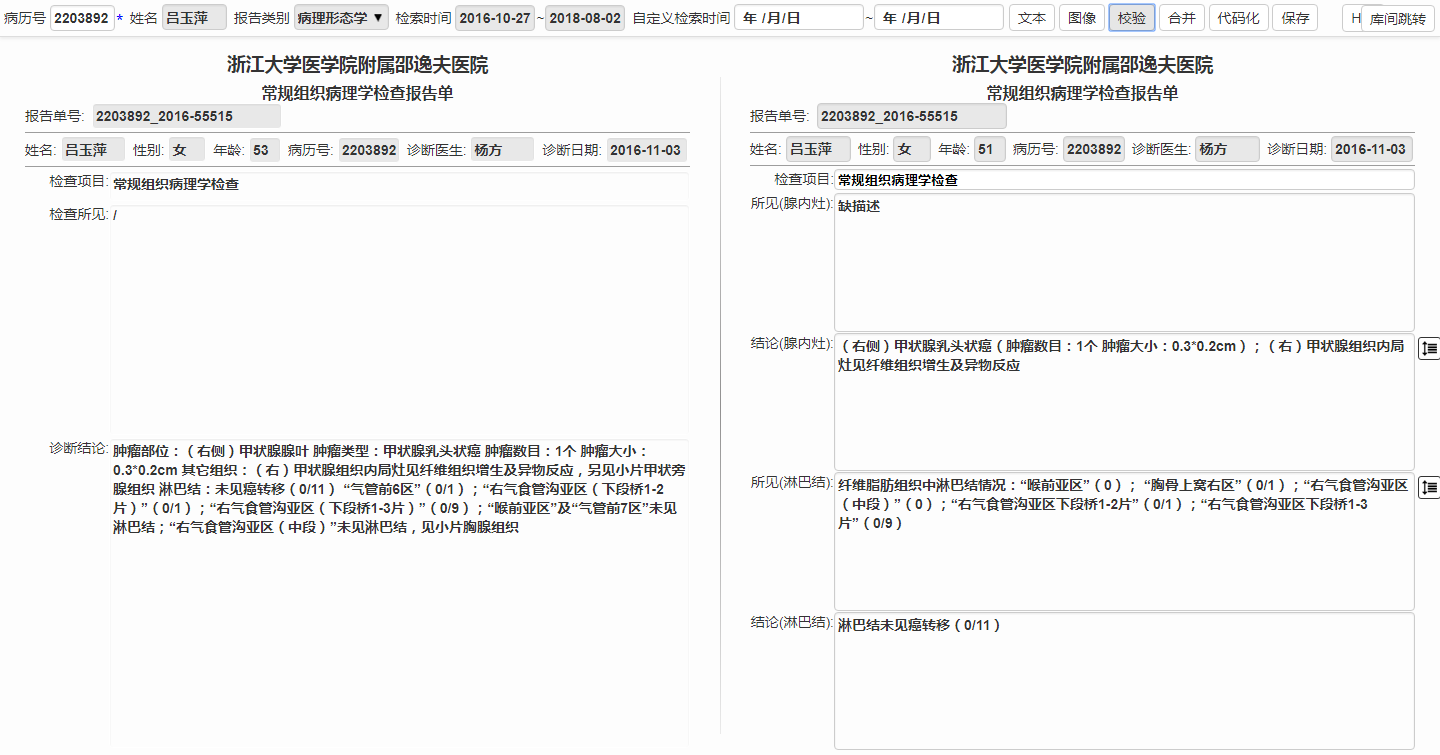 病历号 2203892 * 姓名 吕玉萍 报告类别 病理形态学 ▼ 检索时间 2016-10-27 ~ 2018-08-02 自定义检索时间 年 /月/日 ~ 年 /月/日 文本 图像 校验 合并 代码化 保存 H 库间跳转
浙江大学医学院附属邵逸夫医院
常规组织病理学检查报告单
报告单号: 2203892_2016-55515
姓名: 吕玉萍 性别: 女 年龄: 53 病历号: 2203892 诊断医生: 杨方 诊断日期: 2016-11-03
检查项目: 常规组织病理学检查
检查所见: /
诊断结论: 肿瘤部位：（右侧）甲状腺腺叶 肿瘤类型：甲状腺乳头状癌 肿瘤数目：1个 肿瘤大小：
0.3*0.2cm 其它组织：（右）甲状腺组织内局灶见纤维组织增生及异物反应，另见小片甲状旁
腺组织 淋巴结：未见癌转移（0/11） “气管前6区”（0/1）；“右气食管沟亚区（下段桥1-2
片）”（0/1）；“右气食管沟亚区（下段桥1-3片）”（0/9）；“喉前亚区”及“气管前7区”未见
淋巴结；“右气食管沟亚区（中段）”未见淋巴结，见小片胸腺组织
浙江大学医学院附属邵逸夫医院
常规组织病理学检查报告单
报告单号: 2203892_2016-55515
姓名: 吕玉萍 性别: 女 年龄: 51 病历号: 2203892 诊断医生: 杨方 诊断日期: 2016-11-03
检查项目: 常规组织病理学检查
所见(腺内灶): 缺描述
结论(腺内灶): （右侧）甲状腺乳头状癌（肿瘤数目：1个 肿瘤大小：0.3*0.2cm）；（右）甲状腺组织内局
灶见纤维组织增生及异物反应
所见(淋巴结): 纤维脂肪组织中淋巴结情况：“喉前亚区”（0）； “胸骨上窝右区”（0/1）；“右气食管沟亚区
（中段）”（0）；“右气食管沟亚区下段桥1-2片”（0/1）；“右气食管沟亚区下段桥1-3
片”（0/9）
结论(淋巴结): 淋巴结未见癌转移（0/11）